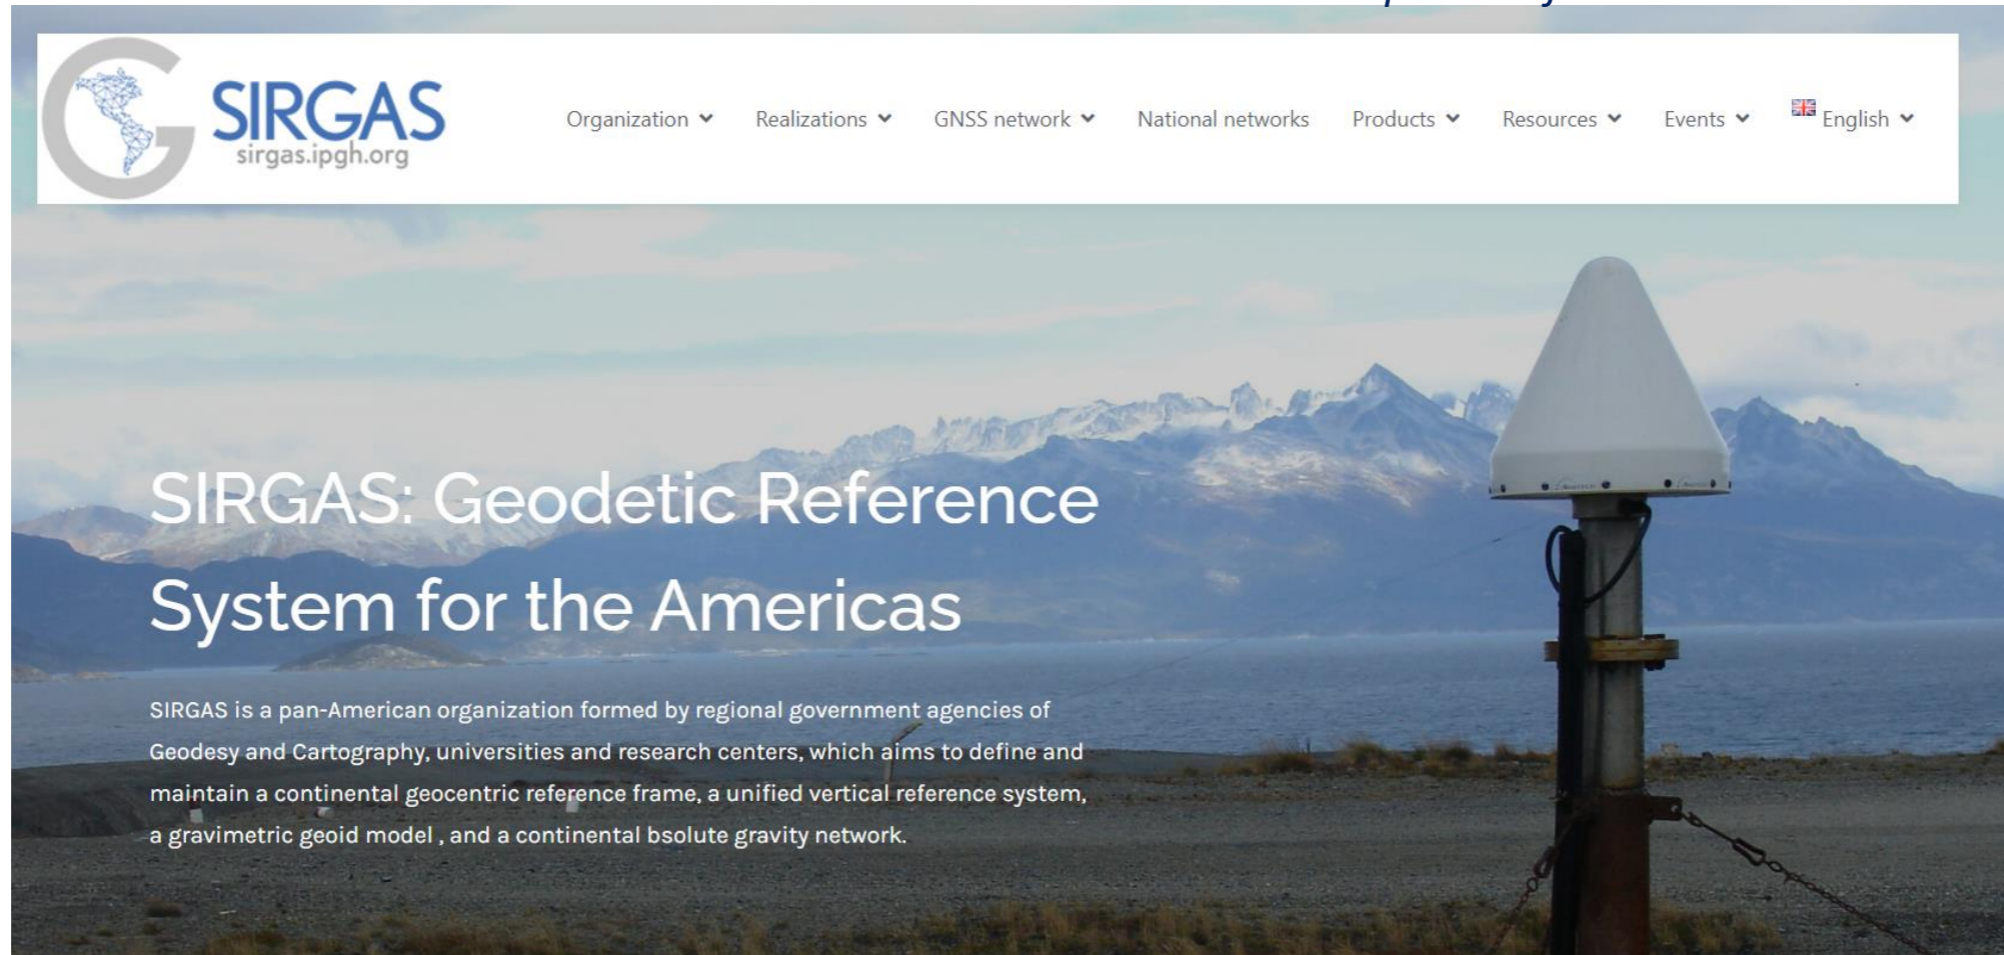 SIRGAS
sirgas.ipgh.org
Organization
Realizations
GNSS network
National networks
Products
Resources
Events
English
SIRGAS: Geodetic Reference
System for the Americas
SIRGAS is a pan-American organization formed by regional government agencies of
Geodesy and Cartography, universities and research centers, which aims to define and
maintain a continental geocentric reference frame, a unified vertical reference system,
a gravimetric geoid model , and a continental bsolute gravity network.